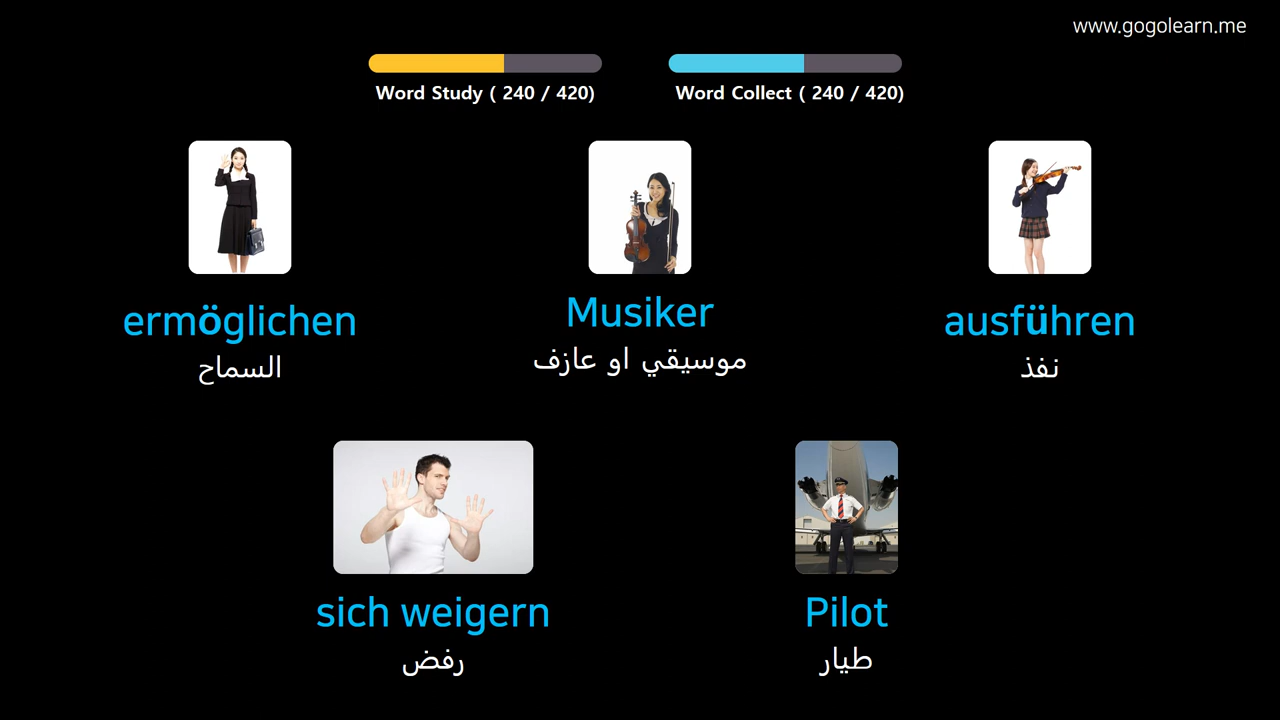 www.gogolearn.me
Word Study ( 240 / 420)
Word Collect ( 240 / 420)
ermöglichen
السماح
Musiker
موسيقي او عازف
ausführen
نفذ
sich weigern
رفض
Pilot
طيار